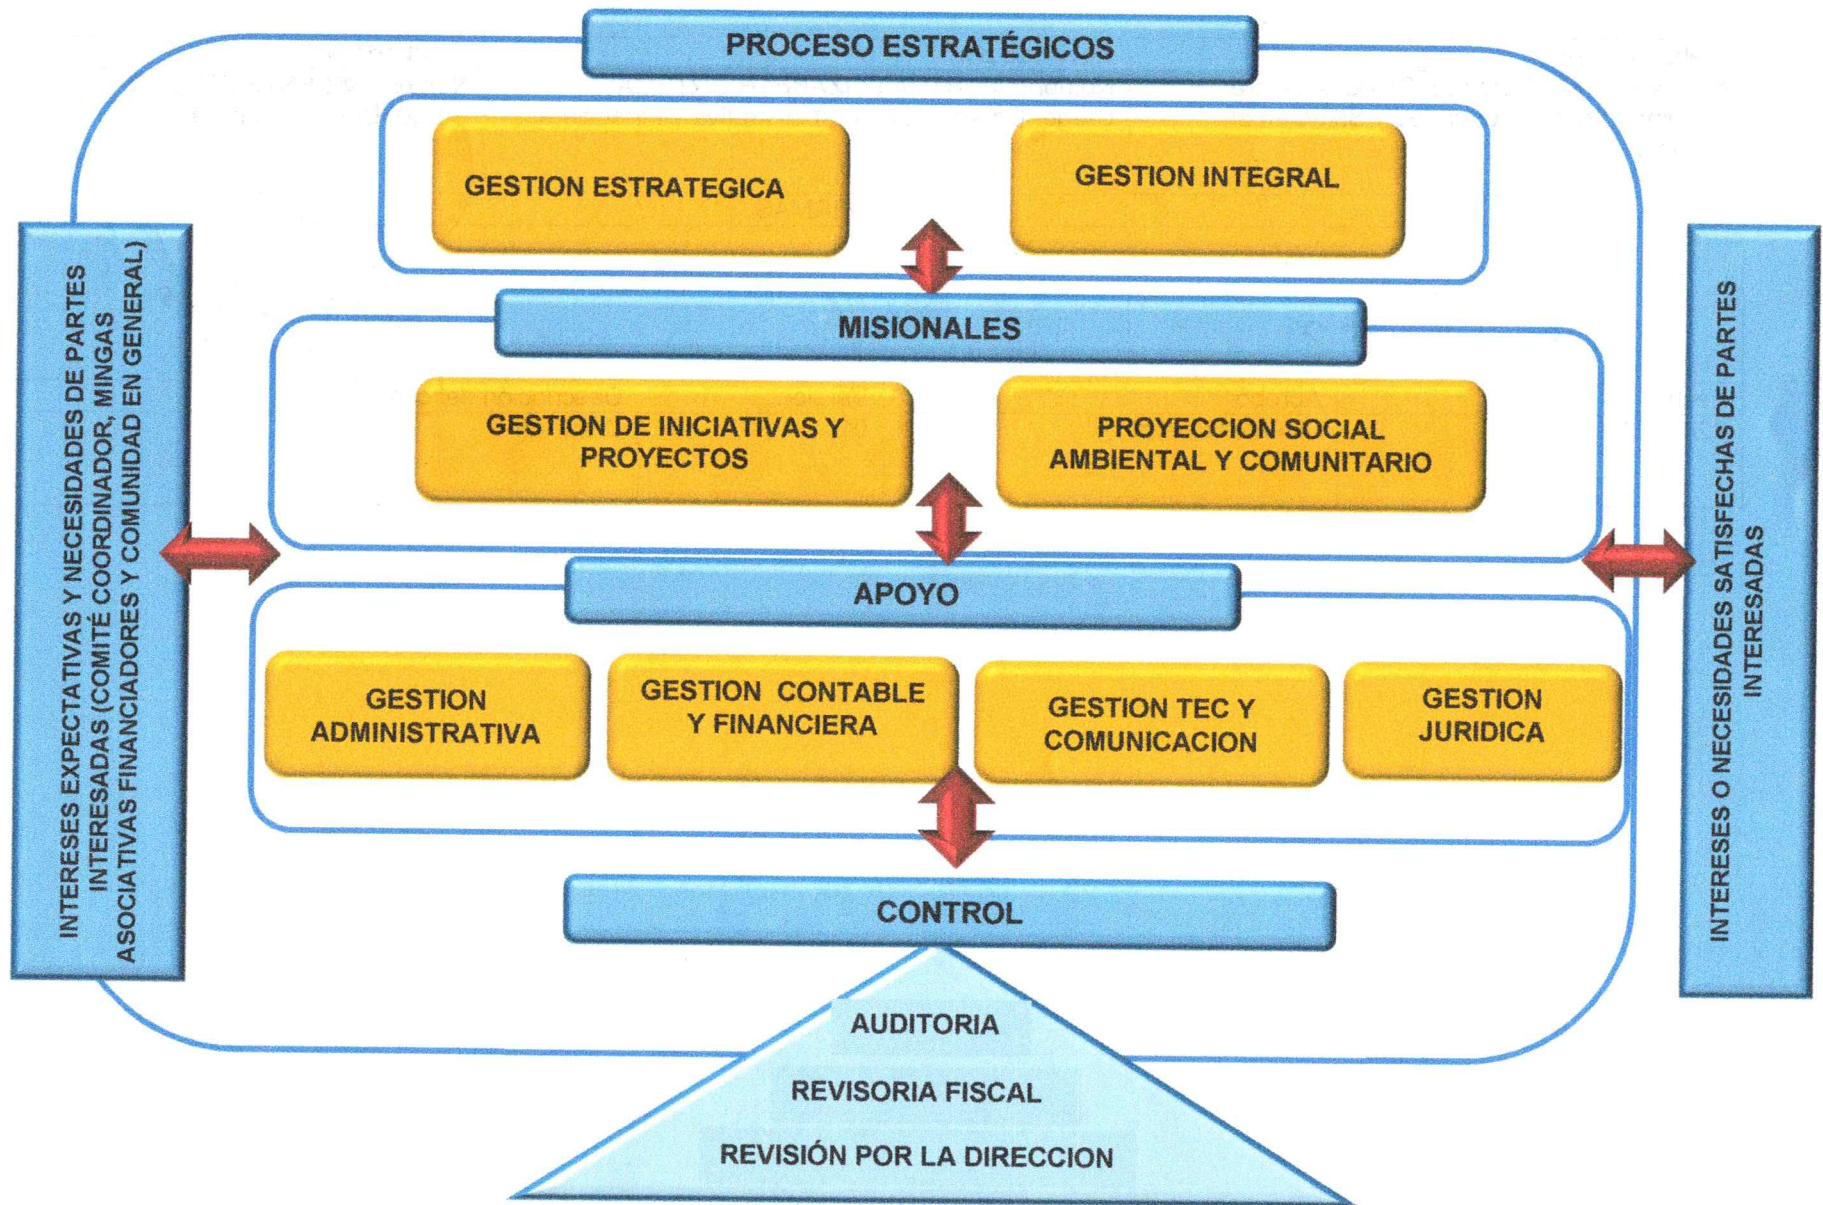 PROCESO ESTRATÉGICOS
GESTION ESTRATEGICA
GESTION INTEGRAL
INTERESES EXPECTATIVAS Y NECESIDADES DE PARTES
INTERESADAS (COMITÉ COORDINADOR, MINGAS
ASOCIATIVAS FINANCIADORES Y COMUNIDAD EN GENERAL)
MISIONALES
GESTION DE INICIATIVAS Y
PROYECTOS
PROYECCION SOCIAL
AMBIENTAL Y COMUNITARIO
APOYO
GESTION
ADMINISTRATIVA
GESTION CONTABLE
Y FINANCIERA
GESTION TEC Y
COMUNICACION
GESTION
JURIDICA
CONTROL
AUDITORIA
REVISORIA FISCAL
REVISIÓN POR LA DIRECCION
INTERESES O NECESIDADES SATISFECHAS DE PARTES
INTERESADAS